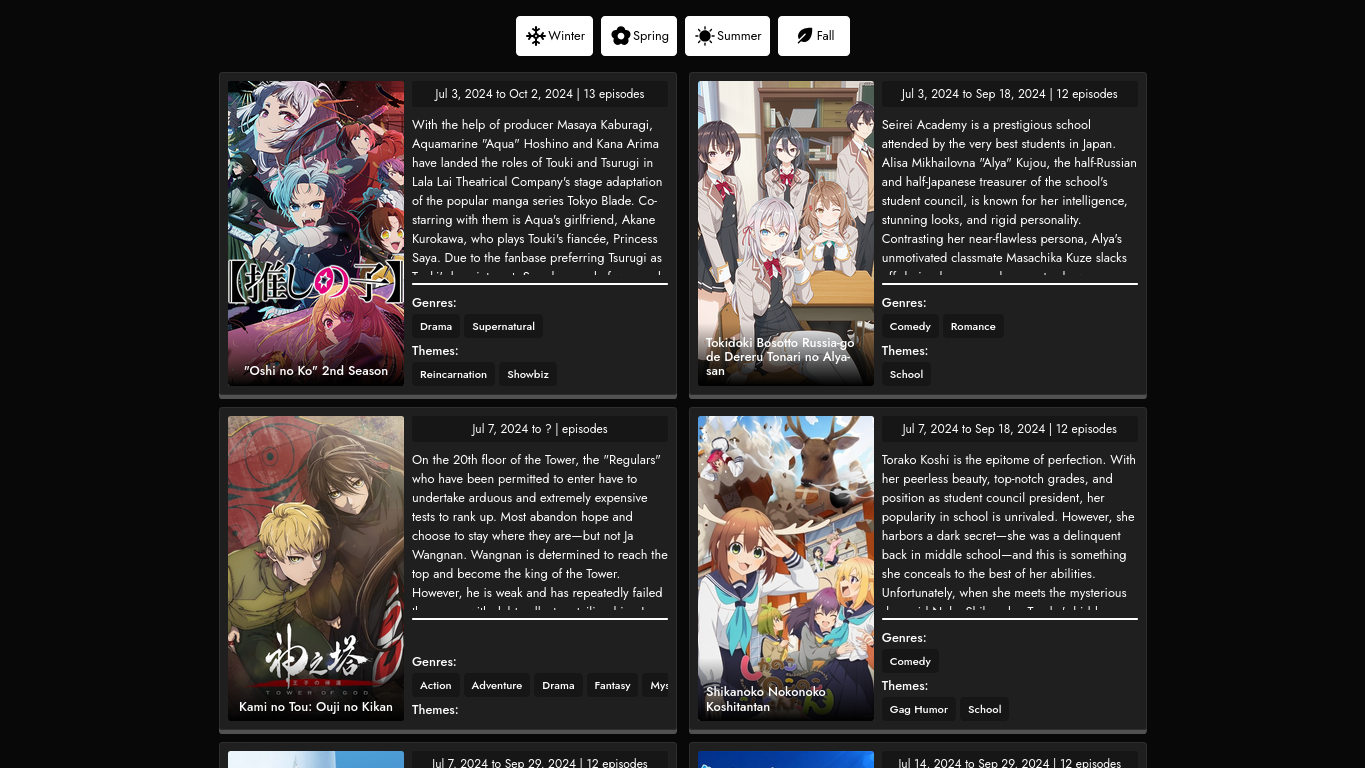 Winter
Spring
Summer
Fall
Jul 3, 2024 to Oct 2, 2024 | 13 episodes
With the help of producer Masaya Kaburagi,
Aquamarine "Aqua" Hoshino and Kana Arima
have landed the roles of Touki and Tsurugi in
Lala Lai Theatrical Company's stage adaptation
of the popular manga series Tokyo Blade. Co-
starring with them is Aqua's girlfriend, Akane
Kurokawa, who plays Touki's fiancée, Princess
Saya. Due to the fanbase preferring Tsurugi as
Genres:
Drama
Supernatural
Themes:
Reincarnation
Showbiz
【推しの子】
"Oshi no Ko" 2nd Season
Jul 3, 2024 to Sep 18, 2024 | 12 episodes
Seirei Academy is a prestigious school
attended by the very best students in Japan.
Alisa Mikhailovna "Alya" Kujou, the half-Russian
and half-Japanese treasurer of the school's
student council, is known for her intelligence,
stunning looks, and rigid personality.
Contrasting her near-flawless persona, Alya's
unmotivated classmate Masachika Kuze slacks
Genres:
Comedy
Romance
Themes:
School
Tokidoki Bosotto Russia-go
de Dereru Tonari no Alya-
san
Jul 7, 2024 to ? | episodes
On the 20th floor of the Tower, the "Regulars"
who have been permitted to enter have to
undertake arduous and extremely expensive
tests to rank up. Most abandon hope and
choose to stay where they are—but not Ja
Wangnan. Wangnan is determined to reach the
top and become the king of the Tower.
However, he is weak and has repeatedly failed
Genres:
Action
Adventure
Drama
Fantasy
Mys
Themes:
神之塔
王子の帰還
TOWER OF GOD
Kami no Tou: Ouji no Kikan
Jul 7, 2024 to Sep 18, 2024 | 12 episodes
Torako Koshi is the epitome of perfection. With
her peerless beauty, top-notch grades, and
position as student council president, her
popularity in school is unrivaled. However, she
harbors a dark secret—she was a delinquent
back in middle school—and this is something
she conceals to the best of her abilities.
Unfortunately, when she meets the mysterious
Genres:
Comedy
Themes:
Gag Humor
School
Shikanoko Nokonoko
Koshitantan
Jul 7, 2024 to Sep 29, 2024 | 12 episodes
Jul 14, 2024 to Sep 29, 2024 | 12 episodes